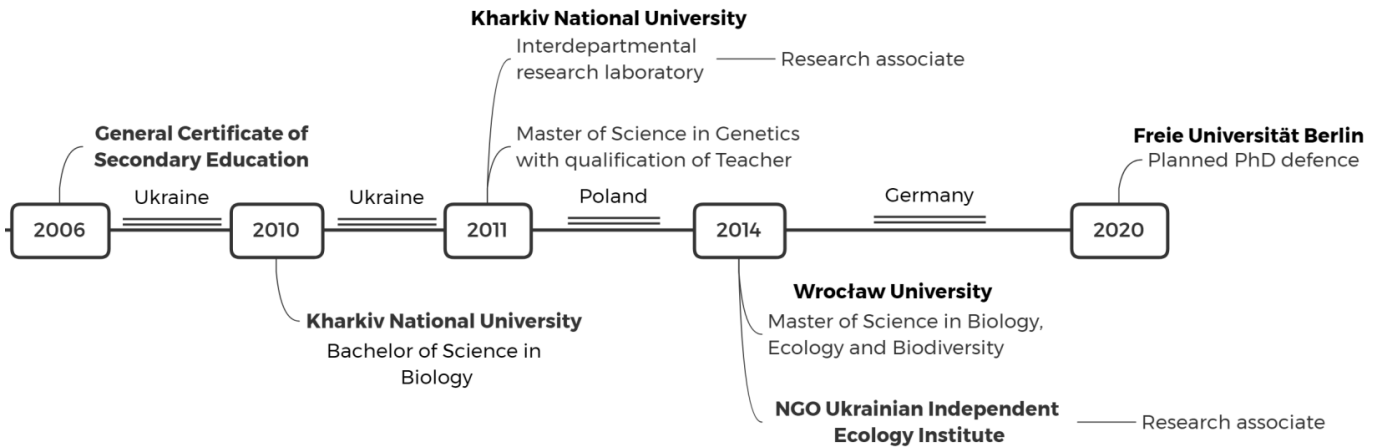 Kharkiv National University
Interdepartmental
research laboratory
Research associate
General Certificate of
Secondary Education
Master of Science in Genetics
with qualification of Teacher
Freie Universität Berlin
Planned PhD defence
Ukraine
Ukraine
Poland
Germany
2006
2010
2011
2014
2020
Kharkiv National University
Bachelor of Science in
Biology
Wrocław University
Master of Science in Biology,
Ecology and Biodiversity
NGO Ukrainian Independent
Ecology Institute
Research associate